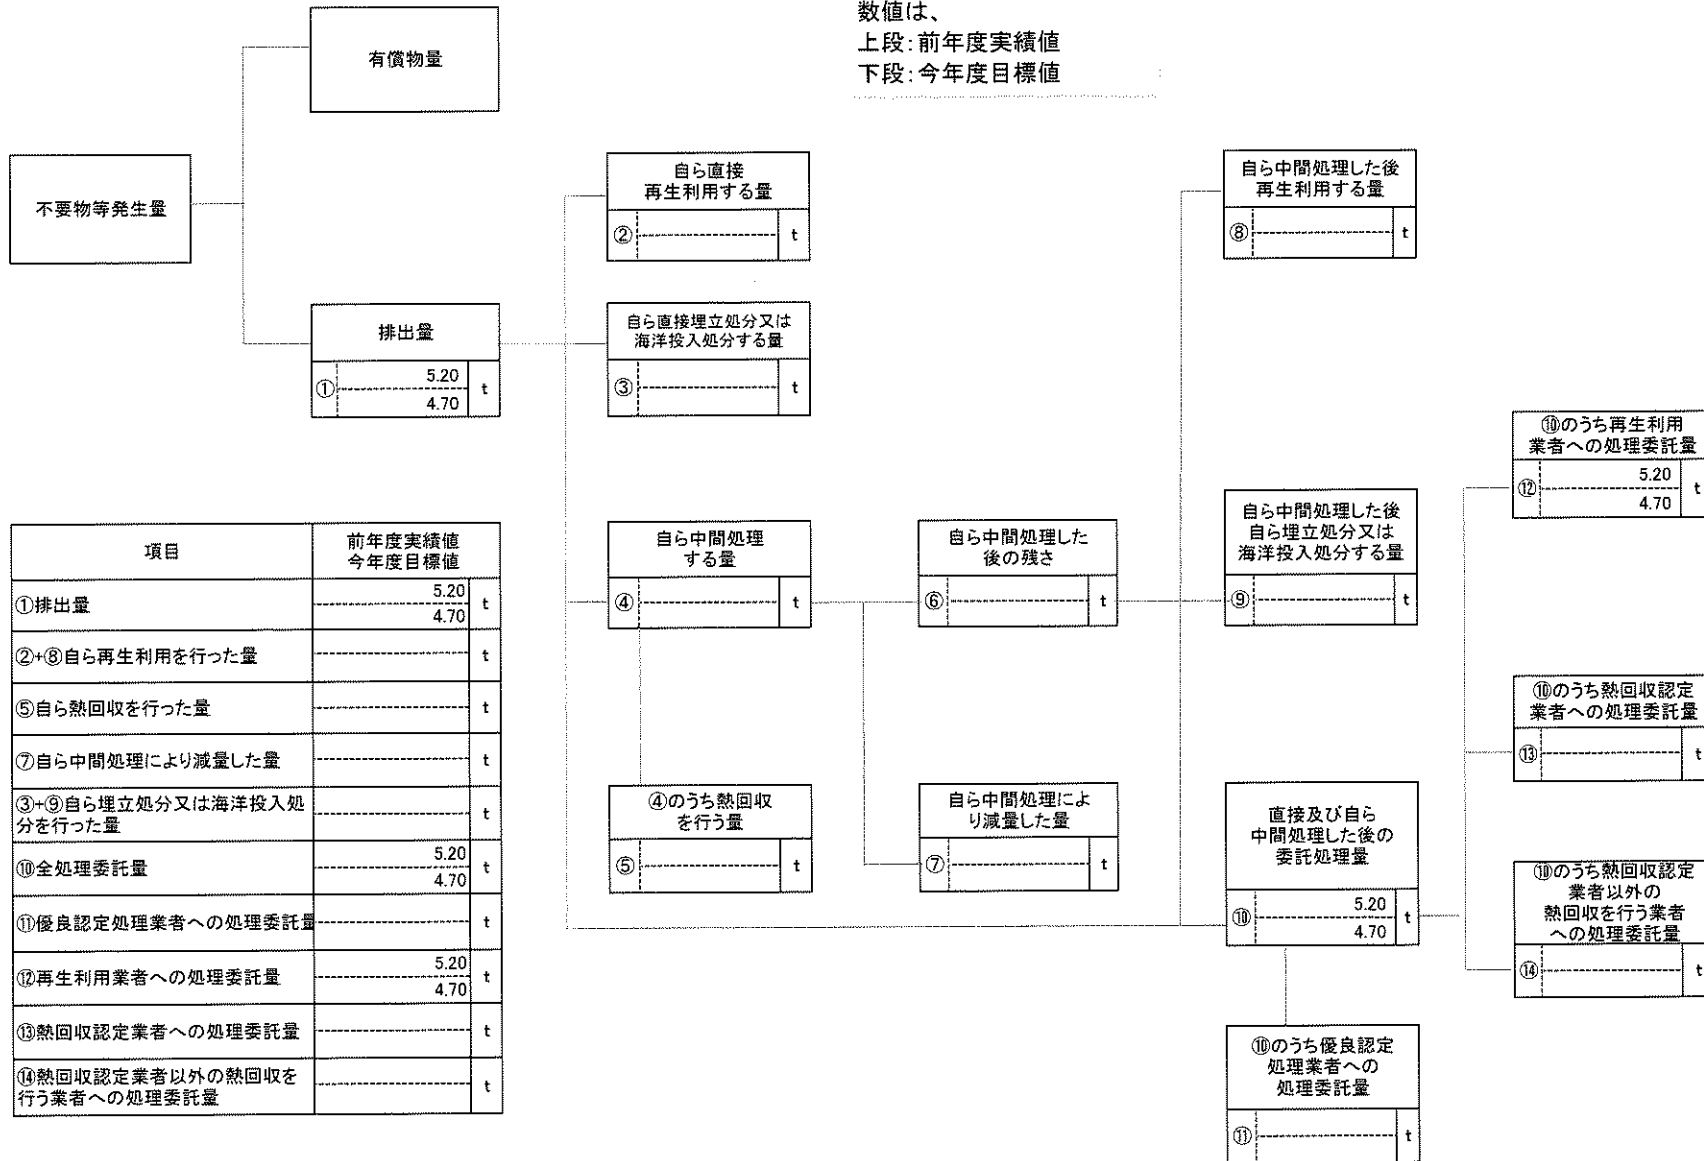 数値は、
上段:前年度実績値
下段:今年度目標値
有償物量
不要物等発生量
排出量
①
5.20
4.70
t
自ら直接
再生利用する量
②
t
自ら直接埋立処分又は
海洋投入処分する量
③
t
自ら中間処理
する量
④
t
④のうち熱回収
を行う量
⑤
t
自ら中間処理した
後の残さ
⑥
t
自ら中間処理によ
り減量した量
⑦
t
自ら中間処理した後
再生利用する量
⑧
t
自ら中間処理した後
自ら埋立処分又は
海洋投入処分する量
⑨
t
直接及び自ら
中間処理した後の
委託処理量
⑩
5.20
4.70
t
⑩のうち優良認定
処理業者への
処理委託量
⑪
t
⑩のうち再生利用
業者への処理委託量
⑫
5.20
4.70
t
⑩のうち熱回収認定
業者への処理委託量
⑬
t
⑩のうち熱回収認定
業者以外の
熱回収を行う業者
への処理委託量
⑭
t
項目
前年度実績値
今年度目標値
①排出量
5.20
4.70
t
②+⑧自ら再生利用を行った量
t
⑤自ら熱回収を行った量
t
⑦自ら中間処理により減量した量
t
③+⑨自ら埋立処分又は海洋投入処
分を行った量
t
⑩全処理委託量
5.20
4.70
t
⑪優良認定処理業者への処理委託量
t
⑫再生利用業者への処理委託量
5.20
4.70
t
⑬熱回収認定業者への処理委託量
t
⑭熱回収認定業者以外の熱回収を
行う業者への処理委託量
t